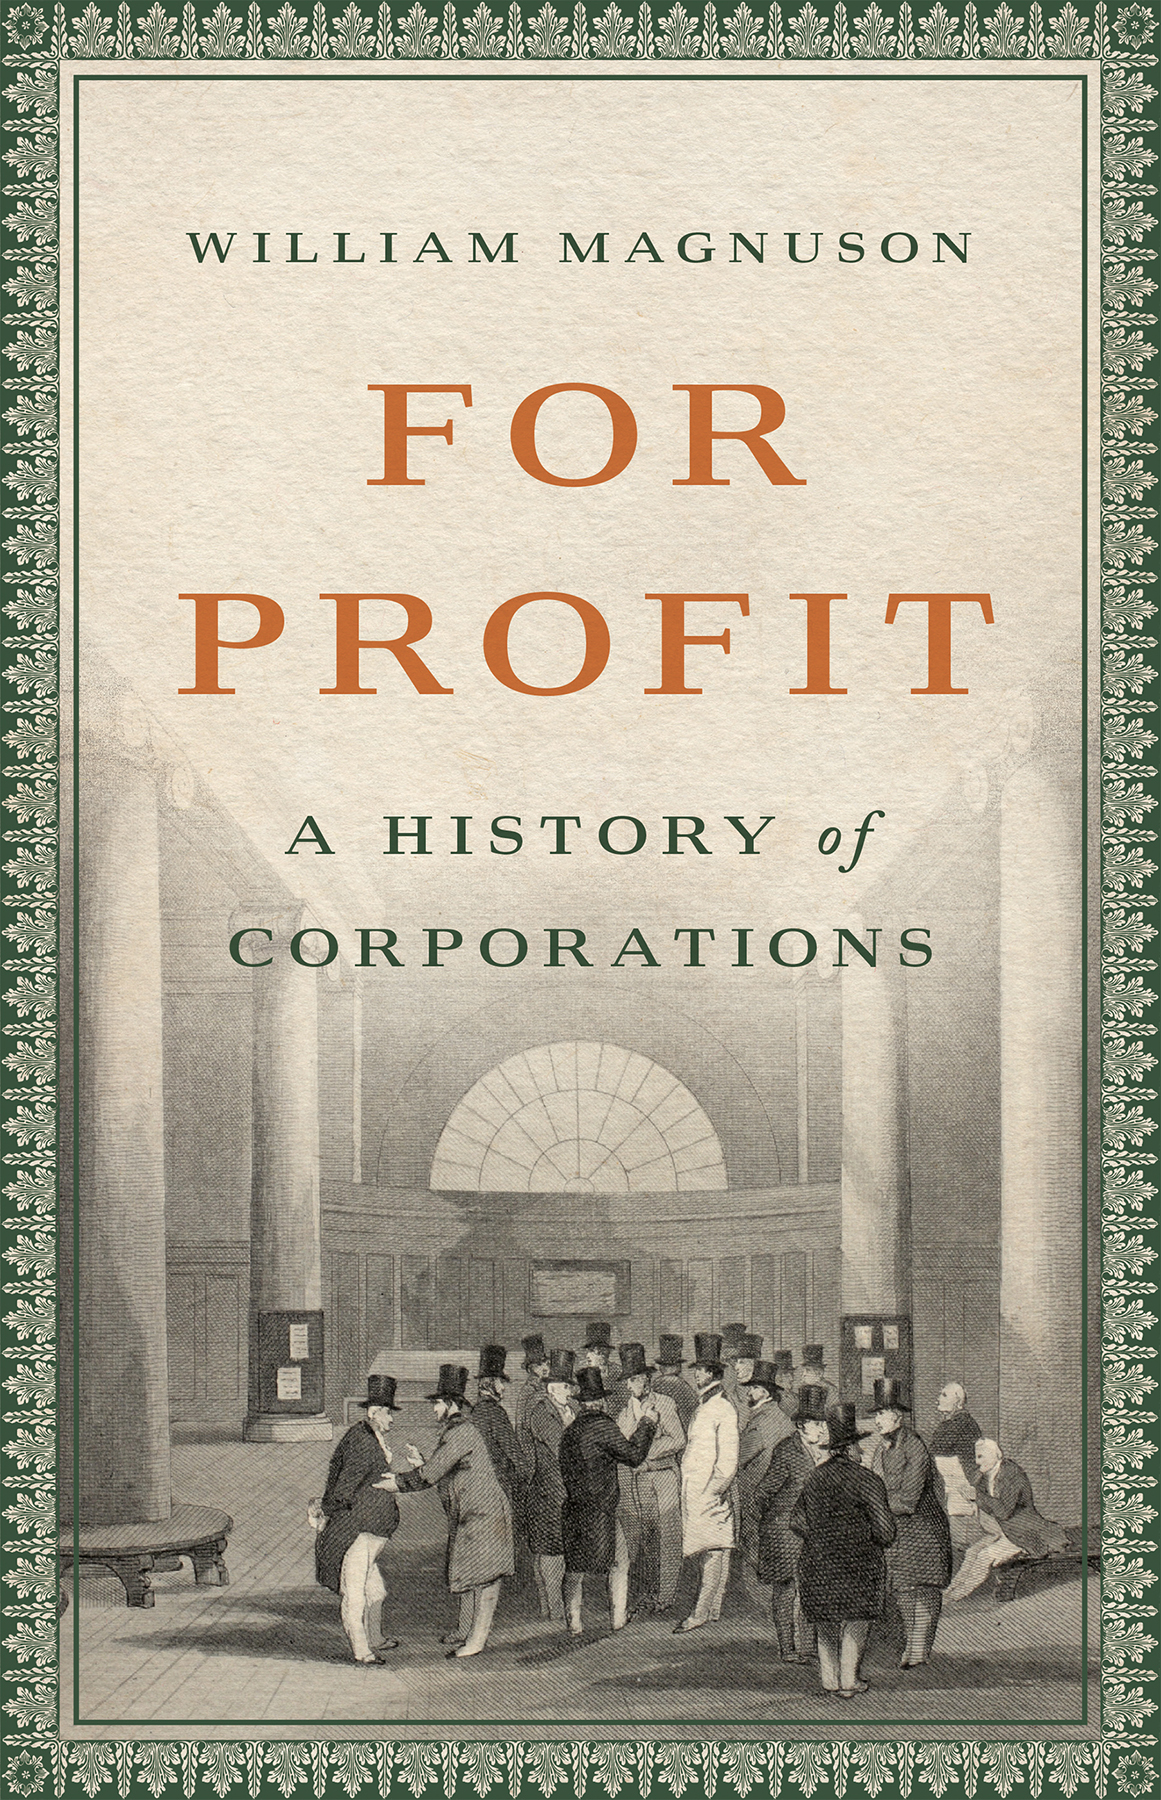 WILLIAM MAGNUSON
FOR
PROFIT
A HISTORY of
CORPORATIONS